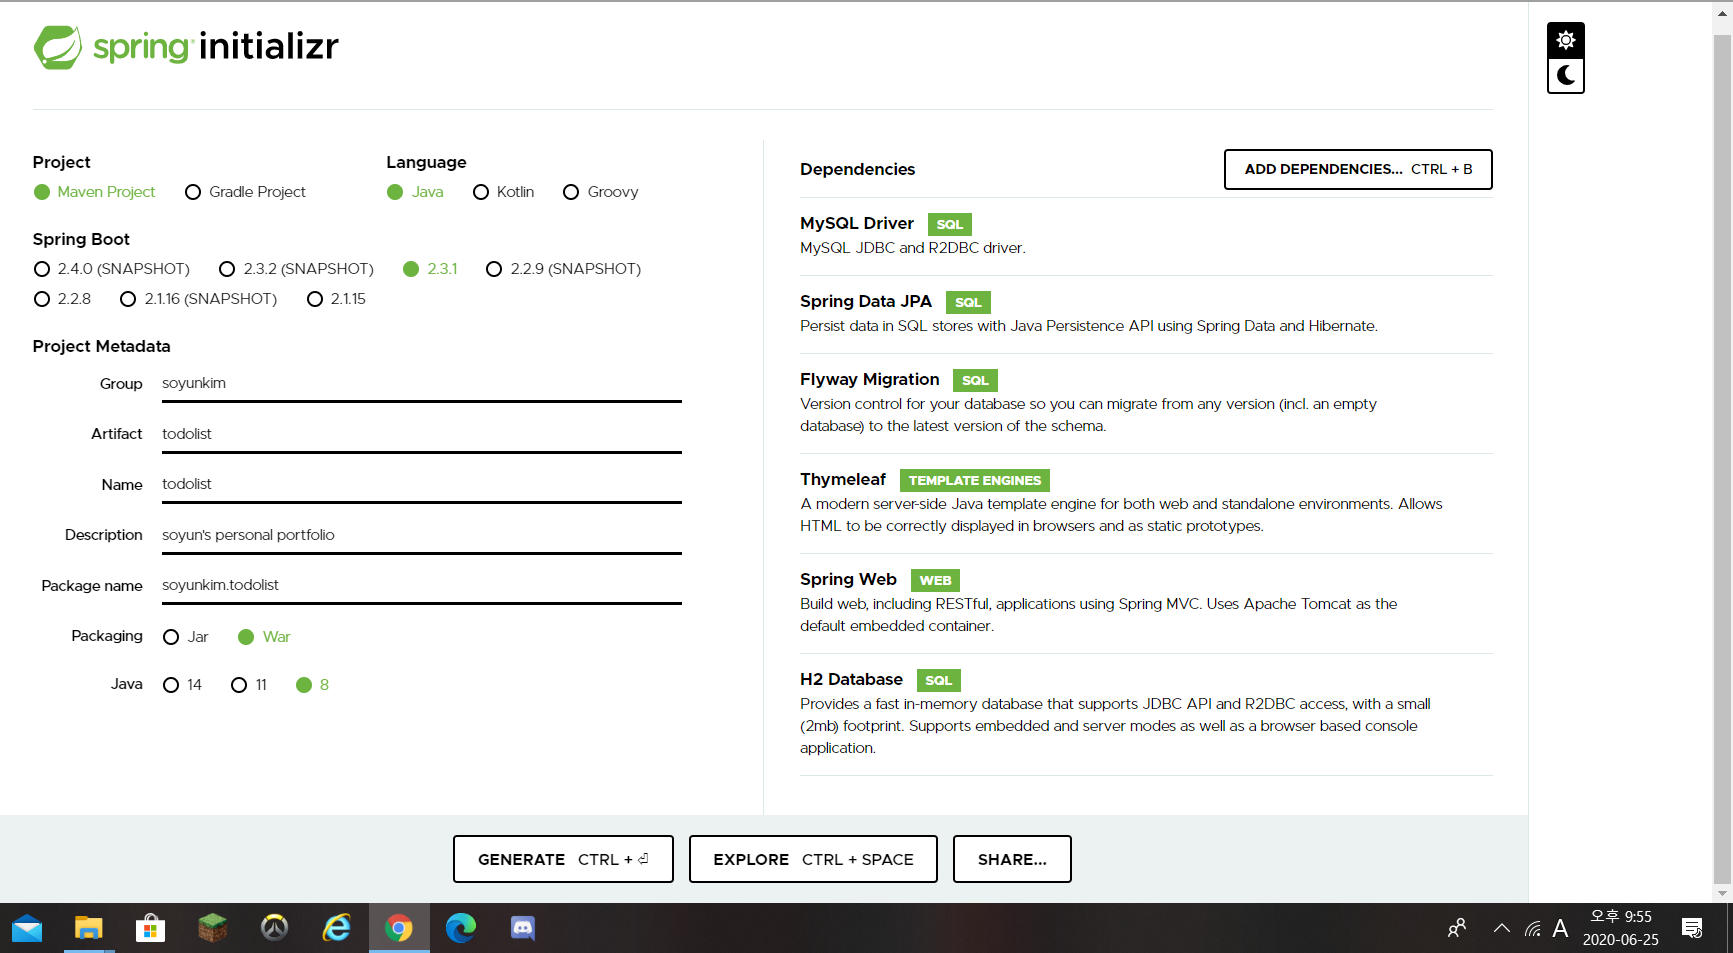 spring initializr
Project
Maven Project Gradle Project
Language
Java Kotlin Groovy
Spring Boot
2.4.0 (SNAPSHOT) 2.3.2 (SNAPSHOT) 2.3.1 2.2.9 (SNAPSHOT)
2.2.8 2.1.16 (SNAPSHOT) 2.1.15
Project Metadata
Group soyunkim
Artifact todolist
Name todolist
Description soyun's personal portfolio
Package name soyunkim.todolist
Packaging Jar War
Java 14 11 8
Dependencies
ADD DEPENDENCIES... CTRL + B
MySQL Driver SQL
MySQL JDBC and R2DBC driver.
Spring Data JPA SQL
Persist data in SQL stores with Java Persistence API using Spring Data and Hibernate.
Flyway Migration SQL
Version control for your database so you can migrate from any version (incl. an empty
database) to the latest version of the schema.
Thymeleaf TEMPLATE ENGINES
A modern server-side Java template engine for both web and standalone environments. Allows
HTML to be correctly displayed in browsers and as static prototypes.
Spring Web WEB
Build web, including RESTful, applications using Spring MVC. Uses Apache Tomcat as the
default embedded container.
H2 Database SQL
Provides a fast in-memory database that supports JDBC API and R2DBC access, with a small
(2mb) footprint. Supports embedded and server modes as well as a browser based console
application.
GENERATE CTRL + ⏎
EXPLORE CTRL + SPACE
SHARE...
A
오후 9:55
2020-06-25